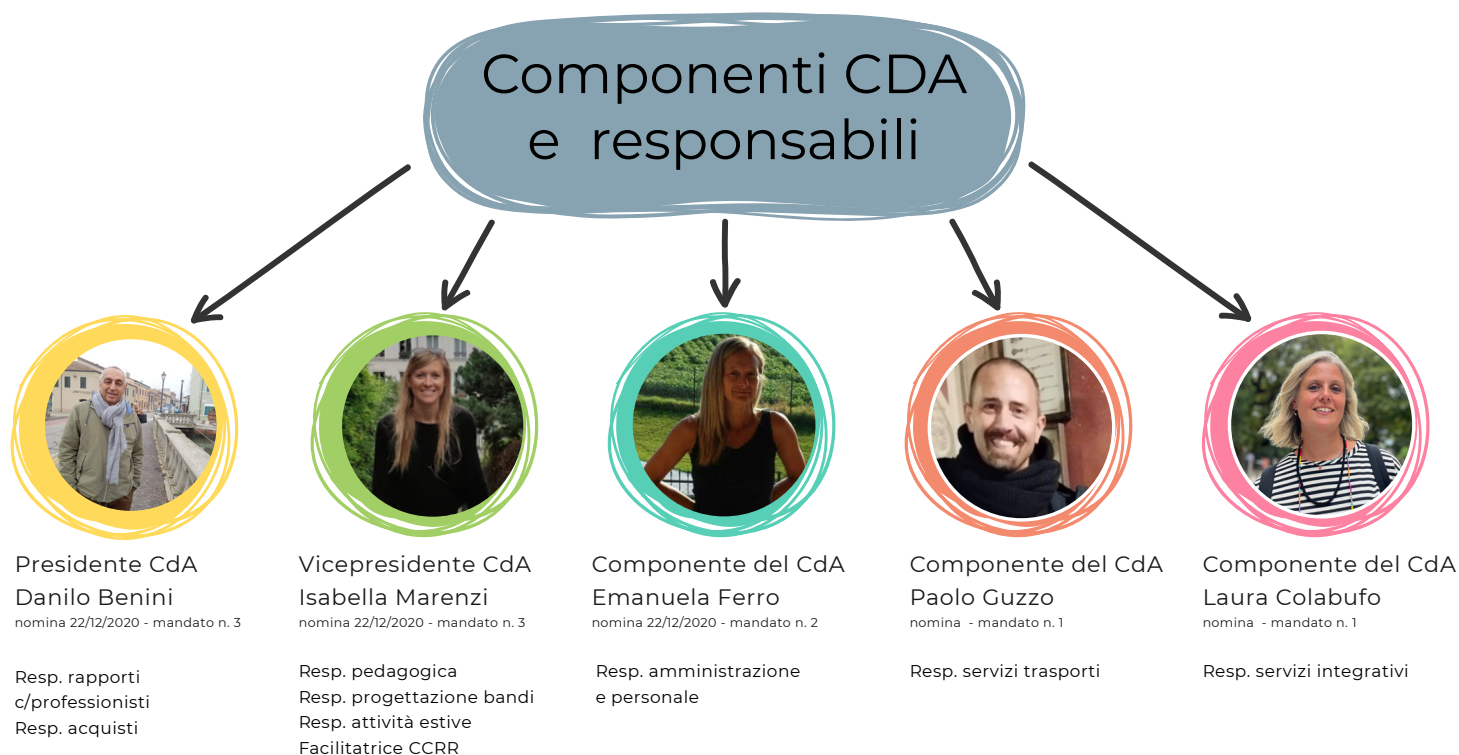 Componenti CDA
e responsabili
Presidente CdA
Danilo Benini
nomina 22/12/2020 - mandato n. 3
Resp. rapporti
c/professionisti
Resp. acquisti
Vicepresidente CdA
Isabella Marenzi
nomina 22/12/2020 - mandato n. 3
Resp. pedagogica
Resp. progettazione bandi
Resp. attività estive
Facilitatrice CCRR
Componente del CdA
Emanuela Ferro
nomina 22/12/2020 - mandato n. 2
Resp. amministrazione
e personale
Componente del CdA
Paolo Guzzo
nomina - mandato n. 1
Resp. servizi trasporti
Componente del CdA
Laura Colabufo
nomina - mandato n. 1
Resp. servizi integrativi